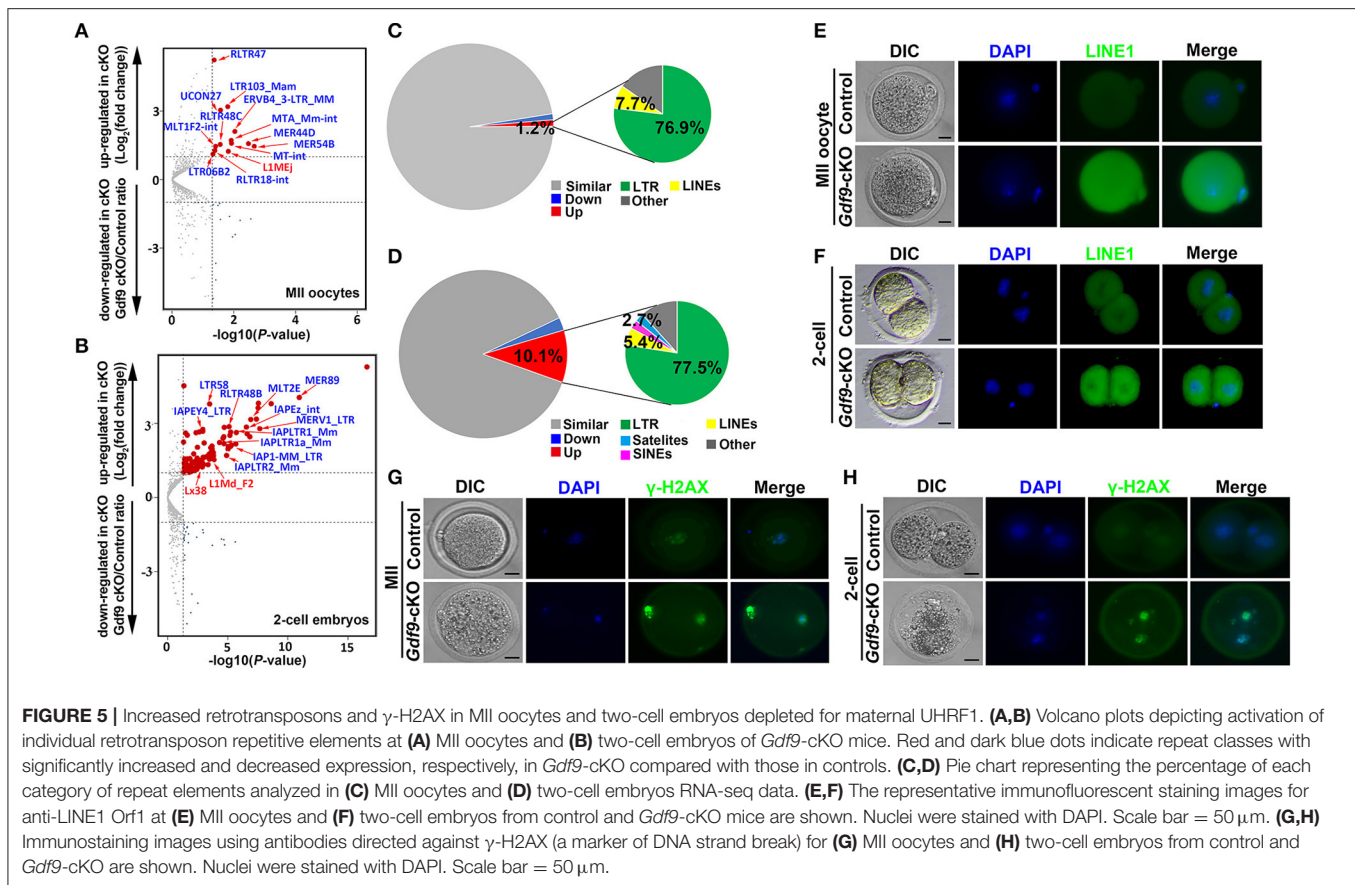 A
up-regulated in cKO
(Log2(fold change))
down-regulated in cKO
Gdf9 cKO/Control ratio
3
0
-3
RLTR47
LTR103_Mam
UCON27
ERVB4_3-LTR_MM
RLTR48C
MTA_Mm-int
MLT1F2-int
MER44D
MER54B
MT-int
L1MEj
LTR06B2
RLTR18-int
MII oocytes
0 2 4 6
-log10(P-value)
B
up-regulated in cKO
(Log2(fold change))
down-regulated in cKO
Gdf9 cKO/Control ratio
3
0
-3
LTR58
RLTR48B
MLT2E
MER89
IAPEY4_LTR
IAPEz_int
MERV1_LTR
IAPLTR1_Mm
IAPLTR1a_Mm
IAP1-MM_LTR
IAPLTR2_Mm
L1Md_F2
Lx38
2-cell embryos
0 5 10 15
-log10(P-value)
C
1.2%
7.7%
76.9%
Similar LTR LINEs
Down Other
Up
D
10.1%
2.7%
5.4%
77.5%
Similar LTR LINEs
Down Satelites Other
Up SINEs
E
DIC DAPI LINE1 Merge
MII oocyte
Control
Gdf9-cKO
F
DIC DAPI LINE1 Merge
2-cell
Control
Gdf9-cKO
G
DIC DAPI γ-H2AX Merge
MII
Control
Gdf9-cKO
H
DIC DAPI γ-H2AX Merge
2-cell
Control
Gdf9-cKO
FIGURE 5 | Increased retrotransposons and γ-H2AX in MII oocytes and two-cell embryos depleted for maternal UHRF1. (A,B) Volcano plots depicting activation of
individual retrotransposon repetitive elements at (A) MII oocytes and (B) two-cell embryos of Gdf9-cKO mice. Red and dark blue dots indicate repeat classes with
significantly increased and decreased expression, respectively, in Gdf9-cKO compared with those in controls. (C,D) Pie chart representing the percentage of each
category of repeat elements analyzed in (C) MII oocytes and (D) two-cell embryos RNA-seq data. (E,F) The representative immunofluorescent staining images for
anti-LINE1 Orf1 at (E) MII oocytes and (F) two-cell embryos from control and Gdf9-cKO mice are shown. Nuclei were stained with DAPI. Scale bar = 50 μm. (G,H)
Immunostaining images using antibodies directed against γ-H2AX (a marker of DNA strand break) for (G) MII oocytes and (H) two-cell embryos from control and
Gdf9-cKO are shown. Nuclei were stained with DAPI. Scale bar = 50 μm.